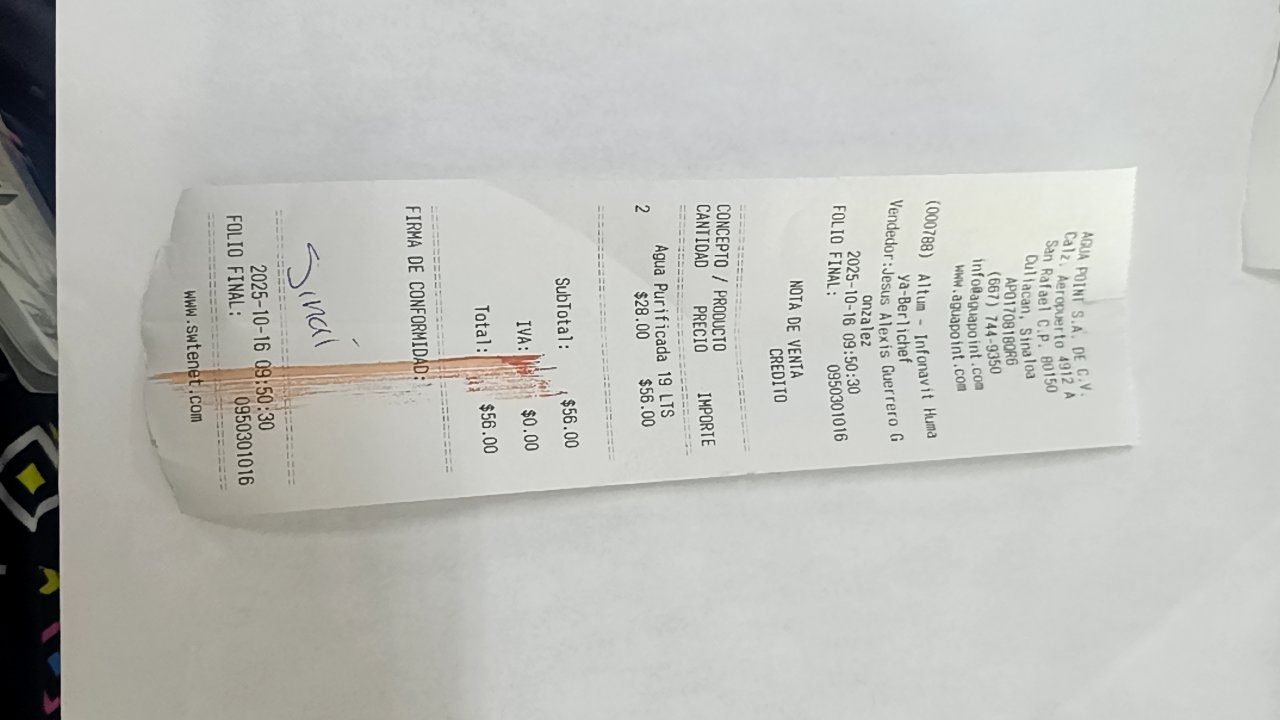 AGUA POINT S.A. DE C.V.
Calz. Aeropuerto 4912 A
San Rafael C.P. 80150
Culiacan, Sinaloa
APO170818QR6
(667) 744-9350
info@aguapoint.com
www.aguapoint.com
(000788) Altum - Infonavit Huma
ya-Berlichef
Vendedor:Jesus Alexis Guerrero G
onzalez
2025-10-16 09:50:30
FOLIO FINAL: 0950301016
NOTA DE VENTA
CREDITO
CONCEPTO / PRODUCTO
CANTIDAD PRECIO IMPORTE
Agua Purificada 19 LTS
2 $28.00 $56.00
SubTotal: $56.00
IVA: $0.00
Total: $56.00
FIRMA DE CONFORMIDAD:
Sinaí
2025-10-16 09:50:30
FOLIO FINAL: 0950301016
www.swtenet.com